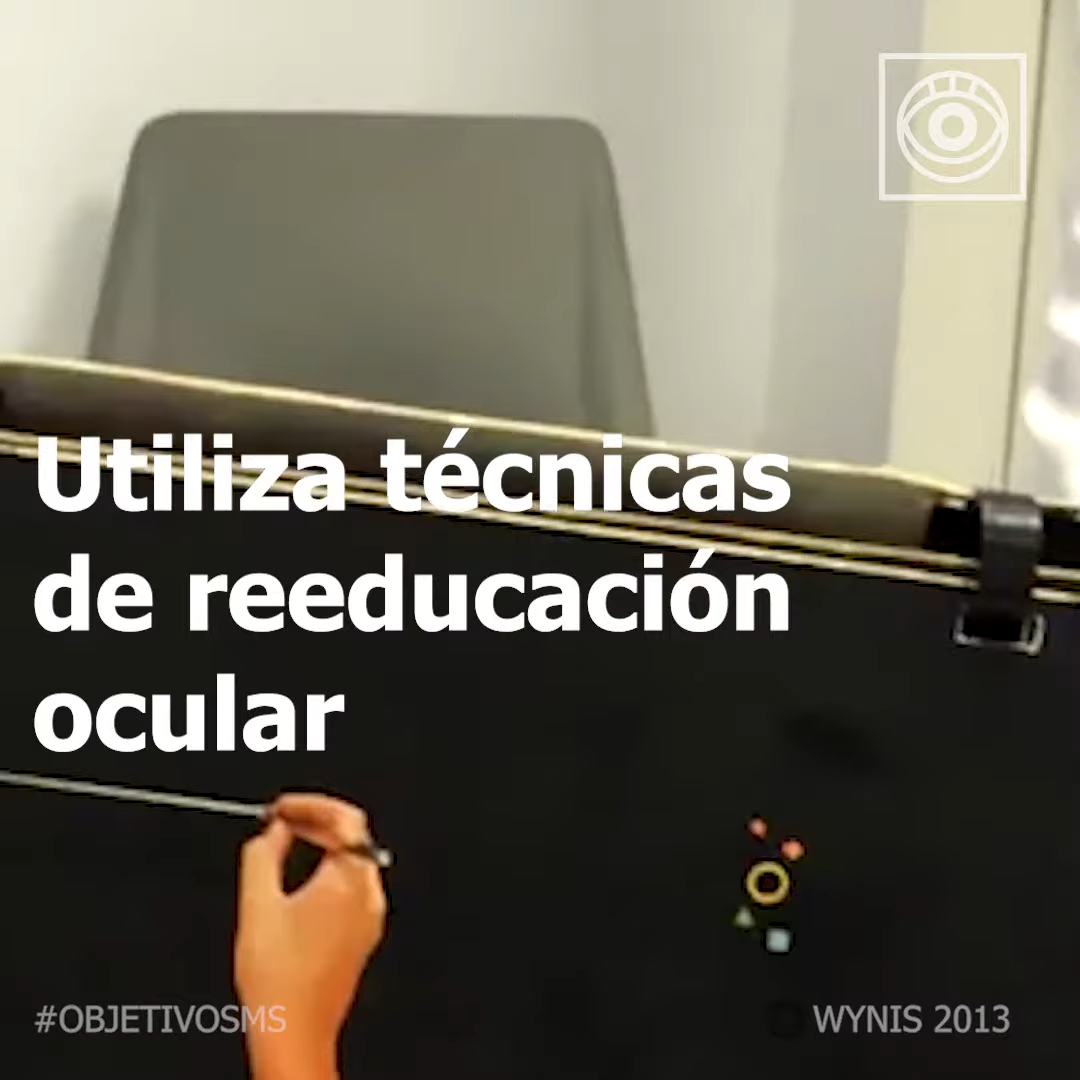 Utiliza técnicas
de reeducación
ocular
#OBJETIVOSMS
WYNIS 2013